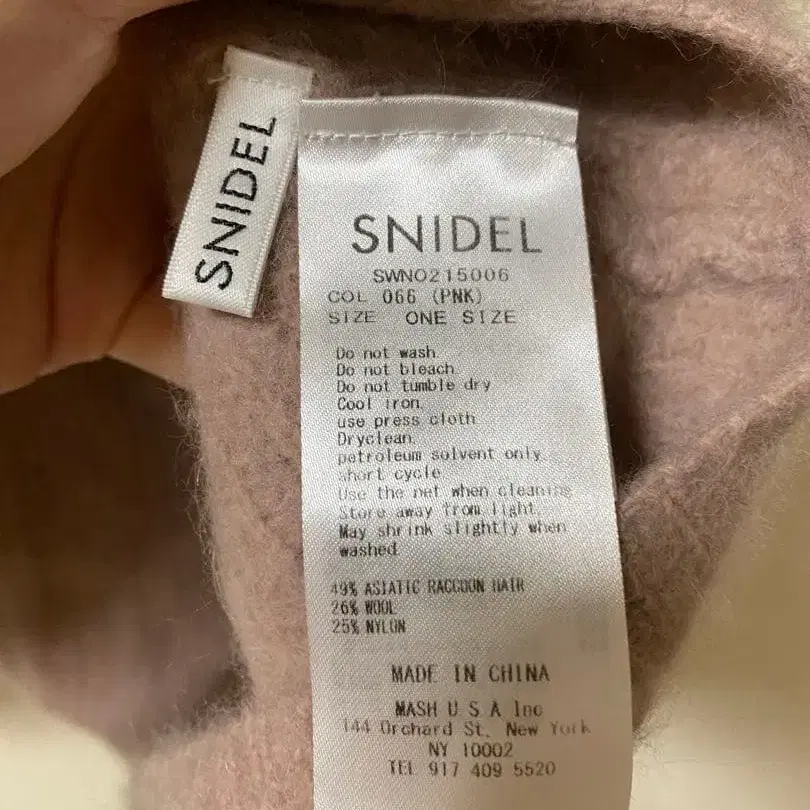 SNIDEL
SNIDEL
SWNO215006
COL 066 (PNK)
SIZE ONE SIZE
Do not wash
Do not bleach
Do not tumble dry
Cool iron.
use press cloth
Dryclean.
petroleum solvent only
short cycle
Use the net when cleaning
Store away from light.
May shrink slightly when
washed.
49% ASIATIC RACCOON HAIR
26% WOOL
25% NYLON
MADE IN CHINA
MASH U S A Inc
144 Orchard St. New York
NY 10002
TEL 917 409 5520